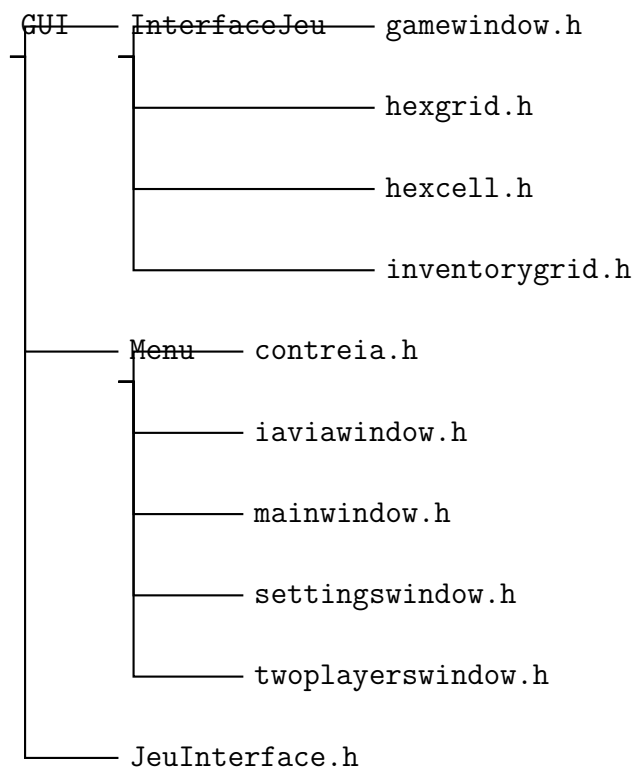 GUI InterfaceJeu gamewindow.h
hexgrid.h
hexcell.h
inventorygrid.h
Menu contreia.h
iaviawindow.h
mainwindow.h
settingswindow.h
twoplayerswindow.h
JeuInterface.h